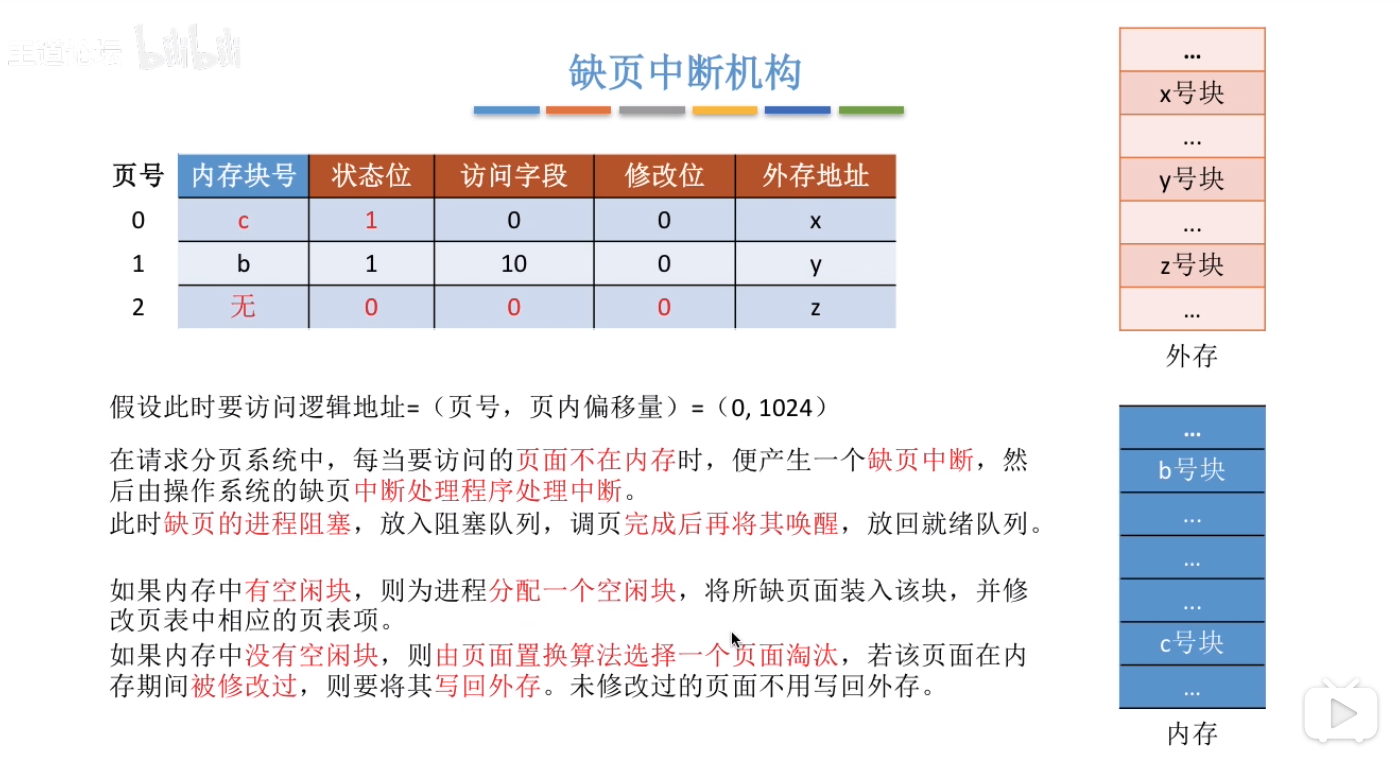 王道论坛 bilibili
缺页中断机构
页号 内存块号 状态位 访问字段 修改位 外存地址
0 c 1 0 0 x
1 b 1 10 0 y
2 无 0 0 0 z
假设此时要访问逻辑地址=（页号，页内偏移量）=（0, 1024）
在请求分页系统中，每当要访问的页面不在内存时，便产生一个缺页中断，然
后由操作系统的缺页中断处理程序处理中断。
此时缺页的进程阻塞，放入阻塞队列，调页完成后再将其唤醒，放回就绪队列。
如果内存中有空闲块，则为进程分配一个空闲块，将所缺页面装入该块，并修
改页表中相应的页表项。
如果内存中没有空闲块，则由页面置换算法选择一个页面淘汰，若该页面在内
存期间被修改过，则要将其写回外存。未修改过的页面不用写回外存。
...
x号块
...
y号块
...
z号块
...
外存
...
b号块
...
...
...
c号块
...
内存